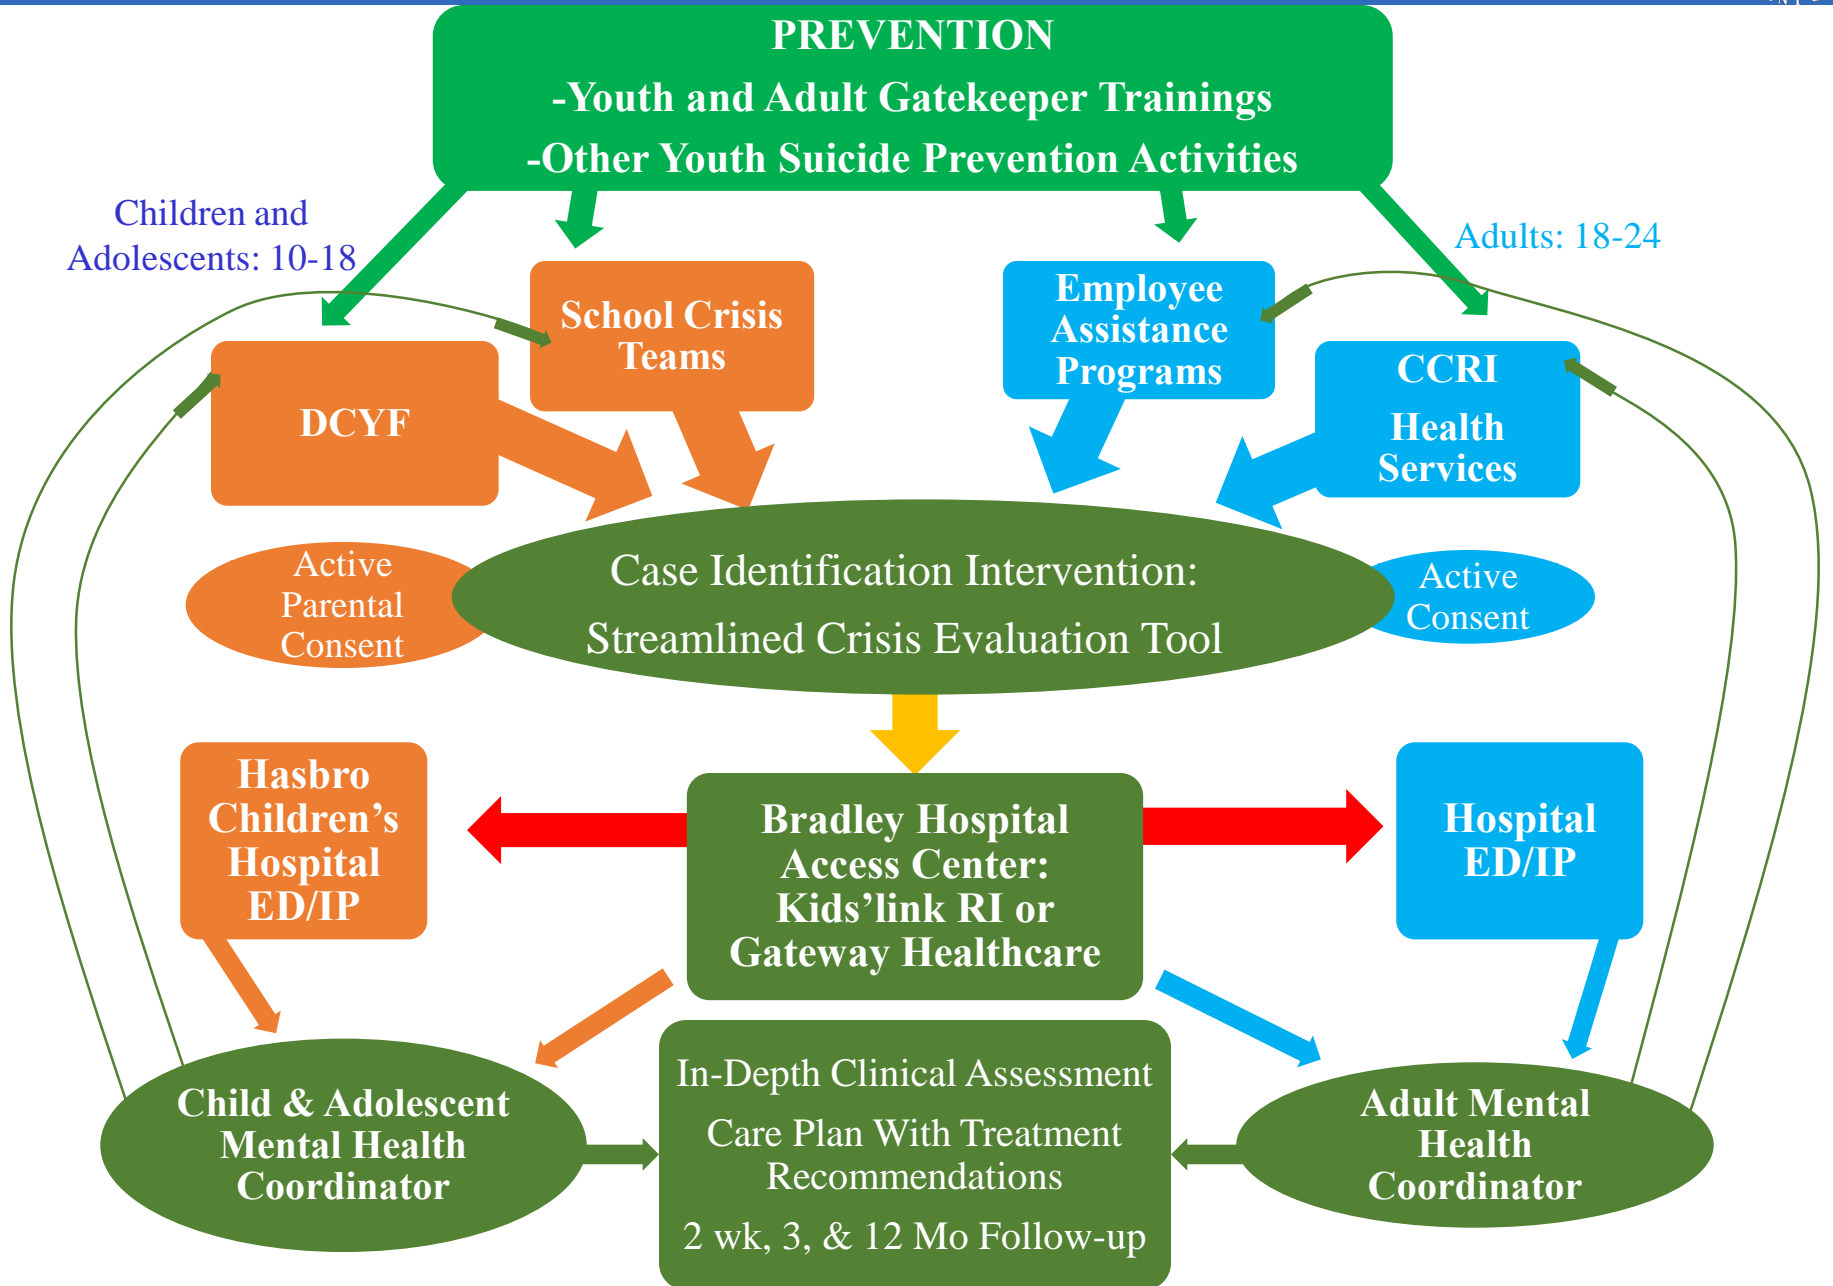 PREVENTION
-Youth and Adult Gatekeeper Trainings
-Other Youth Suicide Prevention Activities
Children and
Adolescents: 10-18
Adults: 18-24
School Crisis
Teams
Employee
Assistance
Programs
DCYF
CCRI
Health
Services
Active
Parental
Consent
Case Identification Intervention:
Streamlined Crisis Evaluation Tool
Active
Consent
Hasbro
Children’s
Hospital
ED/IP
Bradley Hospital
Access Center:
Kids’link RI or
Gateway Healthcare
Hospital
ED/IP
Child & Adolescent
Mental Health
Coordinator
In-Depth Clinical Assessment
Care Plan With Treatment
Recommendations
2 wk, 3, & 12 Mo Follow-up
Adult Mental
Health
Coordinator